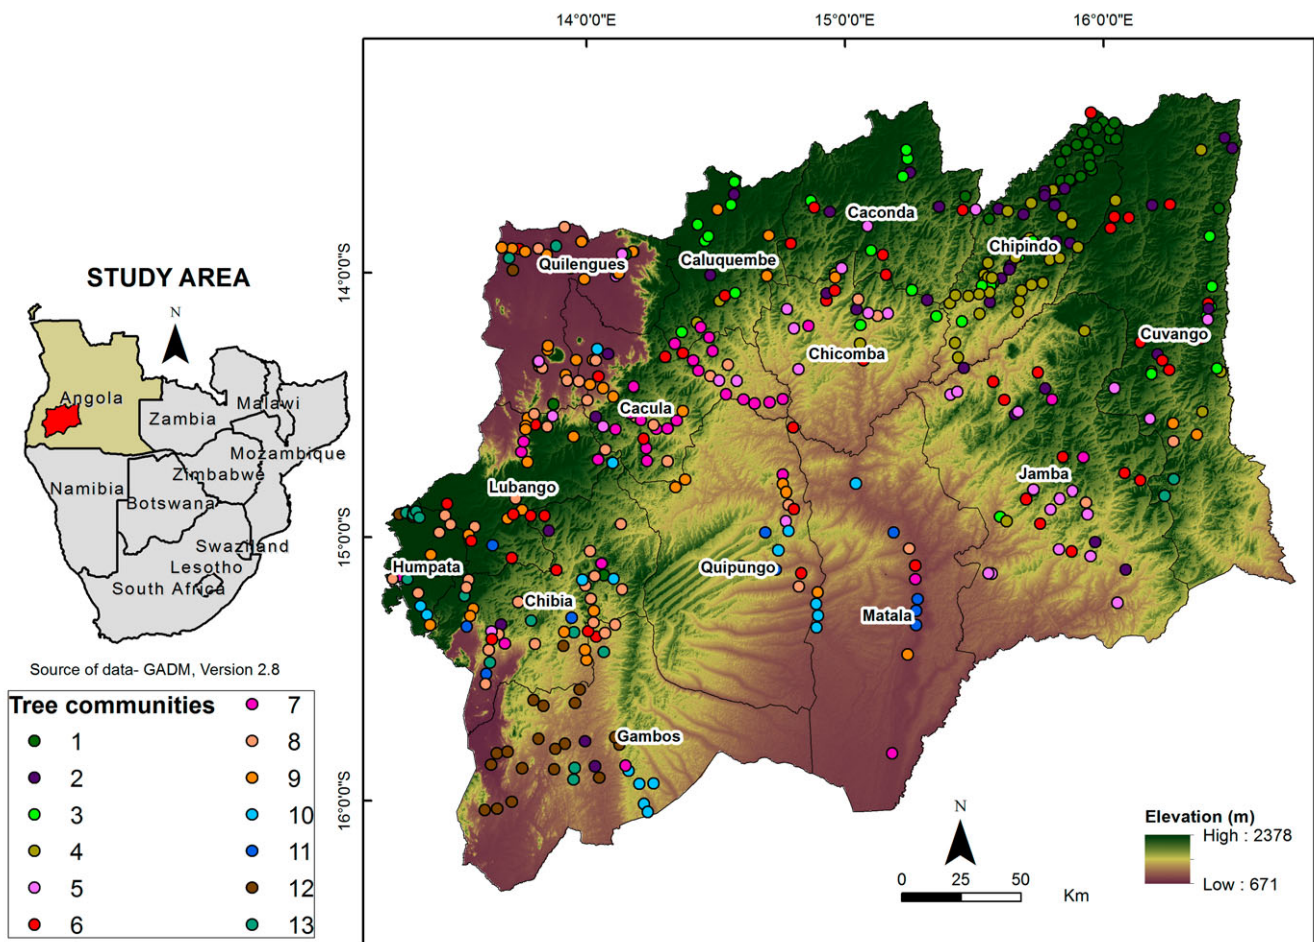 14°0'0"E
15°0'0"E
16°0'0"E
14°0'0"S
15°0'0"S
16°0'0"S
STUDY AREA
N
Angola
Zambia
Malawi
Mozambique
Zimbabwe
Namibia
Botswana
Swaziland
Lesotho
South Africa
Source of data- GADM, Version 2.8
Tree communities
1
2
3
4
5
6
7
8
9
10
11
12
13
Caconda
Chipindo
Quilengues
Caluquembe
Cuvango
Chicomba
Cacula
Jamba
Lubango
Humpata
Quipungo
Chibia
Matala
Gambos
N
0 25 50
Km
Elevation (m)
High : 2378
Low : 671